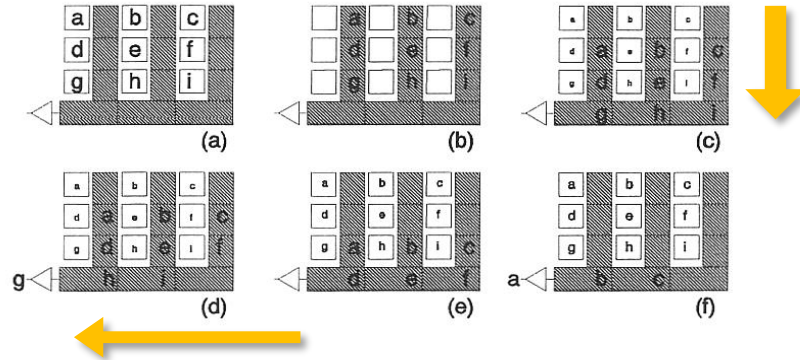 a b c
d e f
g h i
(a)
a b c
d e f
g h i
(b)
a b c
d a e b f c
g d h e i f
g h i
(c)
a b c
d a e b f c
g d h e i f
g h i
(d)
a b c
d e f
g a h b i c
d e f
(e)
a b c
d e f
g h i
a b c
(f)